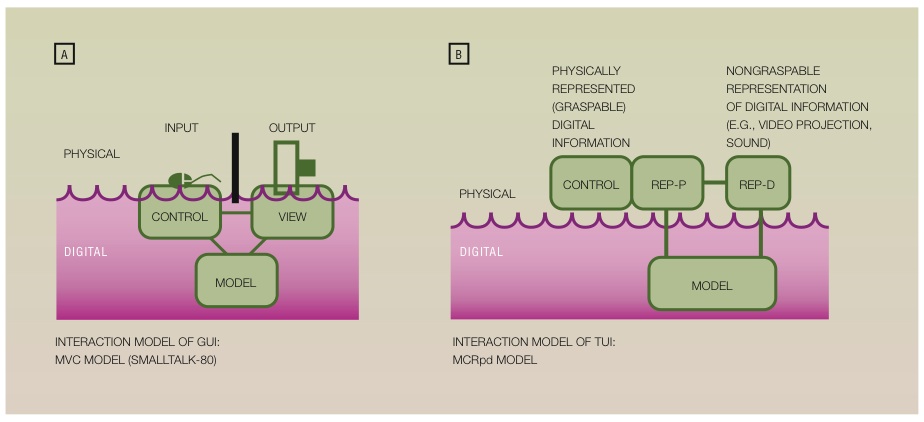 A
INPUT
OUTPUT
PHYSICAL
CONTROL
VIEW
DIGITAL
MODEL
INTERACTION MODEL OF GUI:
MVC MODEL (SMALLTALK-80)
B
PHYSICALLY
REPRESENTED
(GRASPABLE)
DIGITAL
INFORMATION
NONGRASPABLE
REPRESENTATION
OF DIGITAL INFORMATION
(E.G., VIDEO PROJECTION,
SOUND)
CONTROL
REP-P
REP-D
PHYSICAL
DIGITAL
MODEL
INTERACTION MODEL OF TUI:
MCRpd MODEL